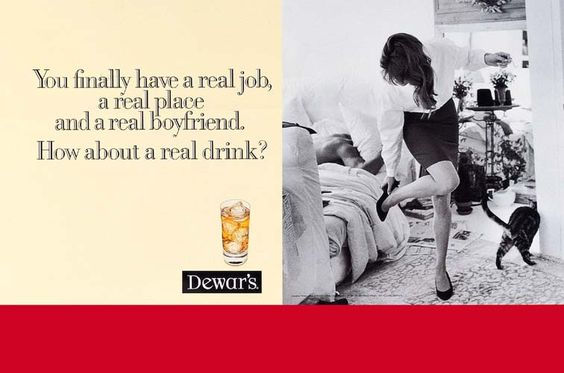 You finally have a real job,
a real place
and a real boyfriend.
How about a real drink?
Dewar's.